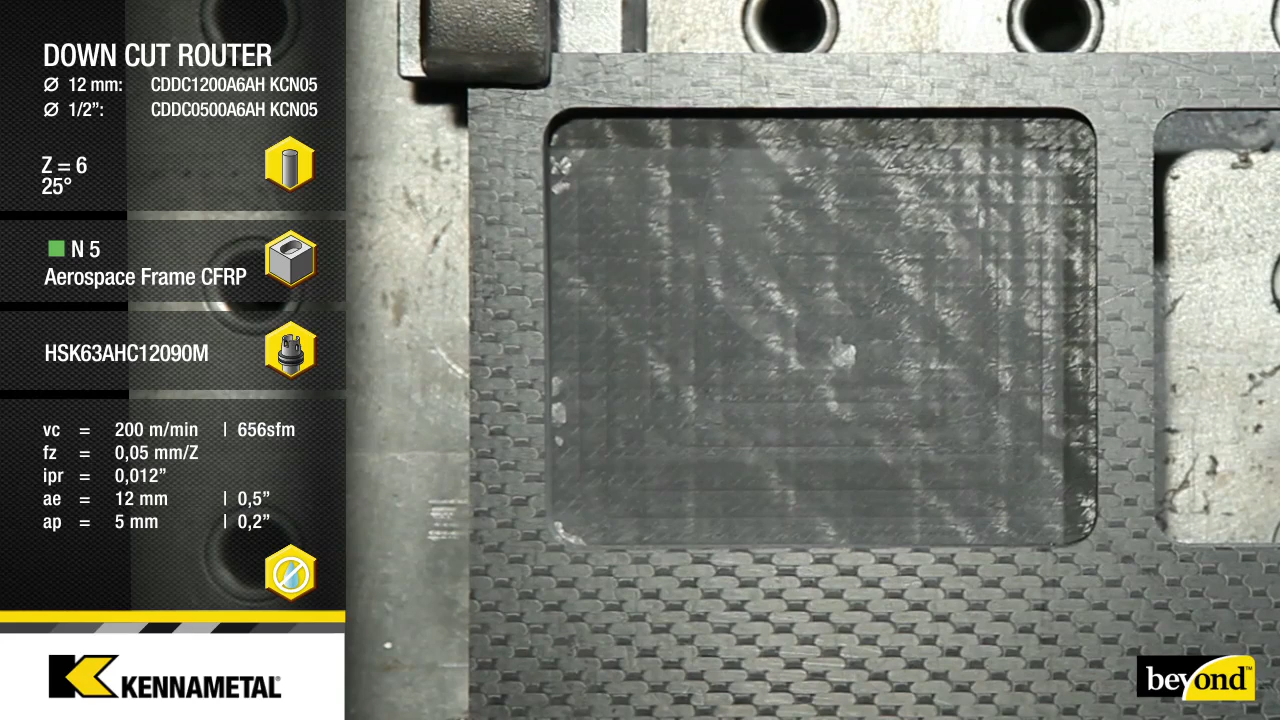 DOWN CUT ROUTER
Ø 12 mm: CDDC1200A6AH KCN05
Ø 1/2”: CDDC0500A6AH KCN05
Z = 6
25°
N 5
Aerospace Frame CFRP
HSK63AHC12090M
vc = 200 m/min | 656sfm
fz = 0,05 mm/Z
ipr = 0,012”
ae = 12 mm | 0,5”
ap = 5 mm | 0,2”
KENNAMETAL
beyond